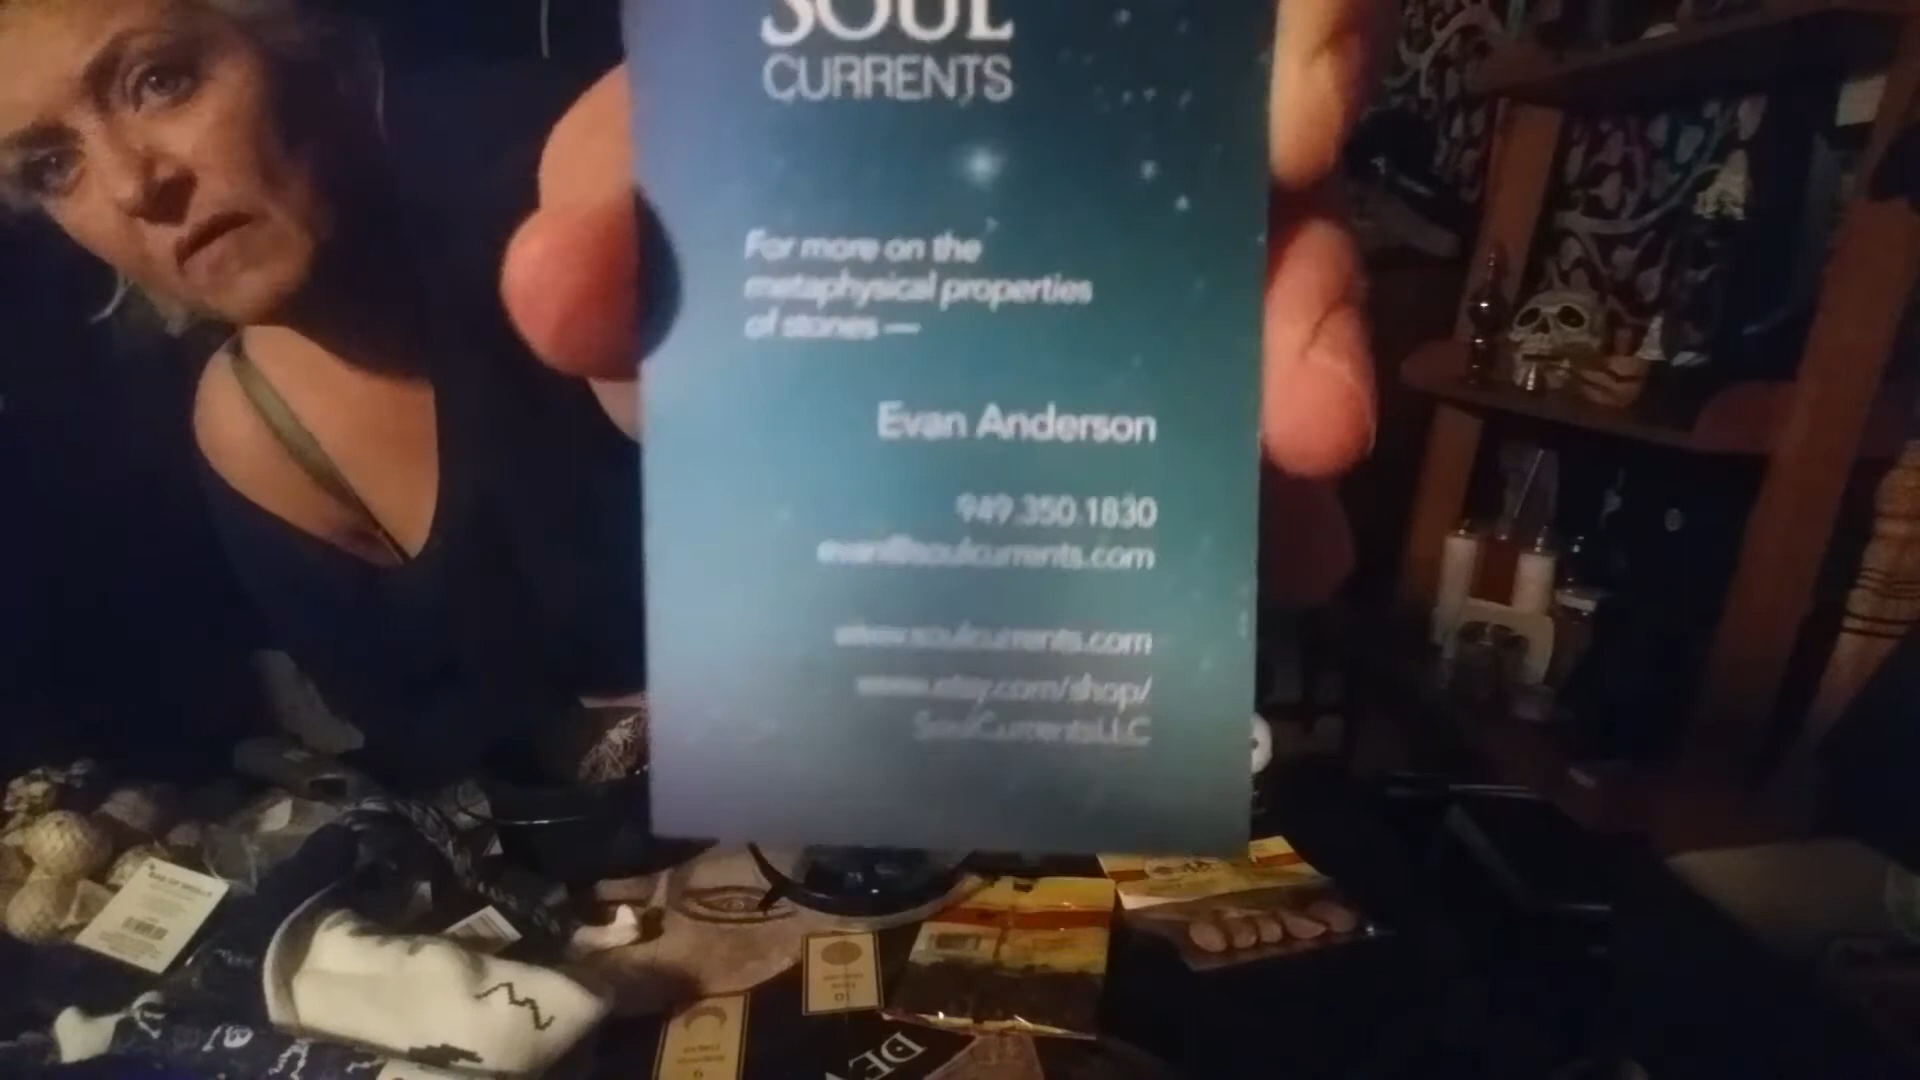 SOUL
CURRENTS
For more on the
metaphysical properties
of stones —
Evan Anderson
949.350.1830
evan@soulcurrents.com
www.soulcurrents.com
www.etsy.com/shop/
SoulCurrentsLLC
DE